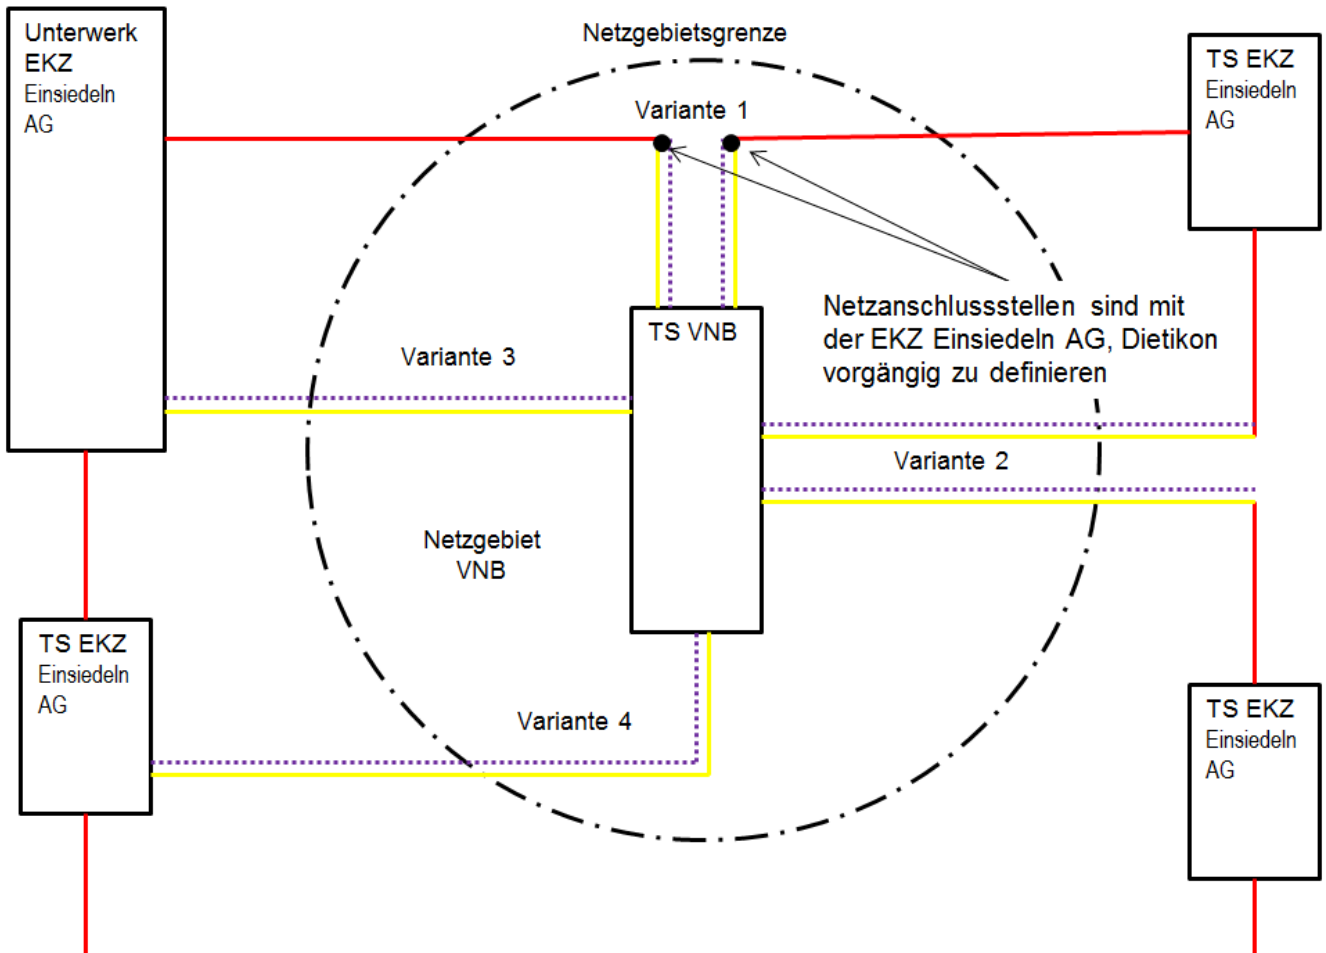 Unterwerk
EKZ
Einsiedeln
AG
Netzgebietsgrenze
TS EKZ
Einsiedeln
AG
Variante 1
Netzanschlussstellen sind mit
der EKZ Einsiedeln AG, Dietikon
vorgängig zu definieren
TS VNB
Variante 3
Variante 2
Netzgebiet
VNB
TS EKZ
Einsiedeln
AG
Variante 4
TS EKZ
Einsiedeln
AG